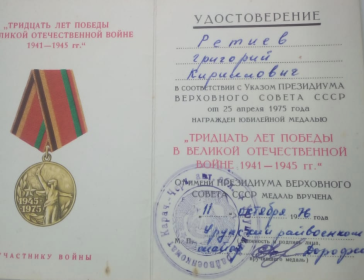 "ТРИДЦАТЬ ЛЕТ ПОБЕДЫ
ВЕЛИКОЙ ОТЕЧЕСТВЕННОЙ ВОЙНЕ
1941—1945 гг."
1945
1975
УЧАСТНИКУ ВОЙНЫ
УДОСТОВЕРЕНИЕ
Ретиев
Григорий
Кириллович
В СООТВЕТСТВИИ С УКАЗОМ ПРЕЗИДИУМА
ВЕРХОВНОГО СОВЕТА СССР
от 25 апреля 1975 года
НАГРАЖДЕН ЮБИЛЕЙНОЙ МЕДАЛЬЮ
"ТРИДЦАТЬ ЛЕТ ПОБЕДЫ
В ВЕЛИКОЙ ОТЕЧЕСТВЕННОЙ
ВОЙНЕ 1941—1945 гг."
ОТ ИМЕНИ ПРЕЗИДИУМА ВЕРХОВНОГО
СОВЕТА СССР МЕДАЛЬ ВРУЧЕНА
11 октября 1976
Урупский райвоенком